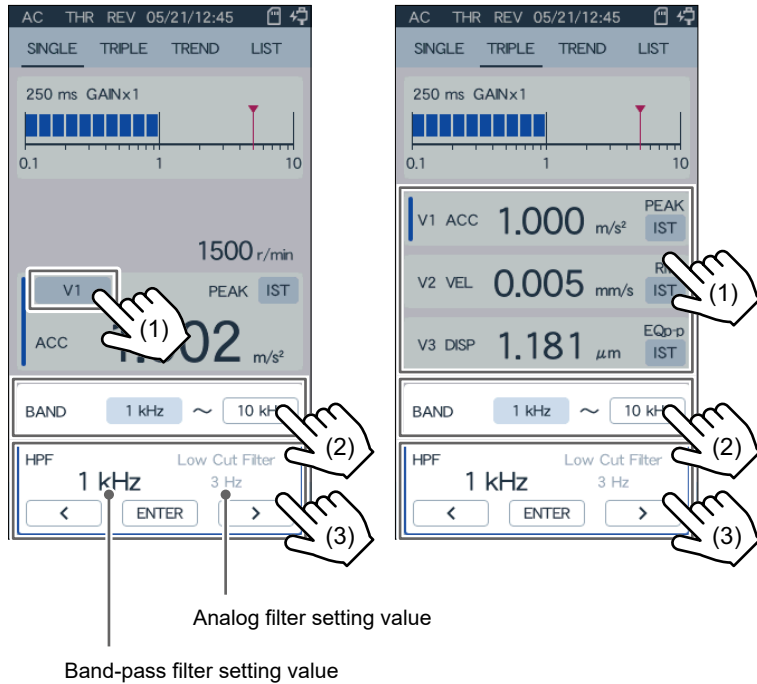 AC THR REV 05/21/12:45
SINGLE TRIPLE TREND LIST
250 ms GAINx1
0.1 1 10
1500 r/min
V1 PEAK IST
(1)
ACC m/s²
BAND 1 kHz ～ 10 kH
(2)
HPF Low Cut Filter
1 kHz 3 Hz
< ENTER >
(3)
AC THR REV 05/21/12:45
SINGLE TRIPLE TREND LIST
250 ms GAINx1
0.1 1 10
V1 ACC 1.000 m/s² PEAK IST
V2 VEL 0.005 mm/s IST
(1)
V3 DISP 1.181 μm EQp-p IST
BAND 1 kHz ～ 10 kH
(2)
HPF Low Cut Filter
1 kHz 3 Hz
< ENTER >
(3)
Analog filter setting value
Band-pass filter setting value